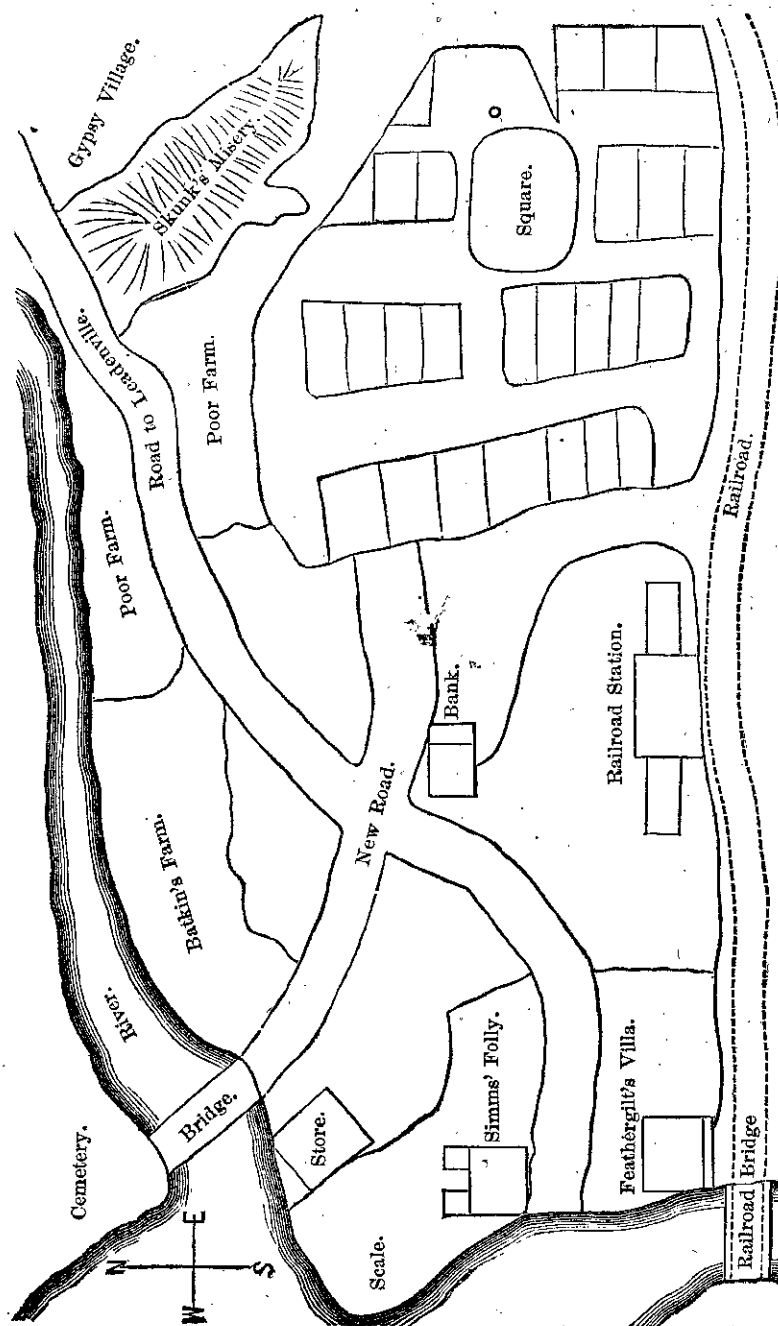 Gypsy Village.
Skunk's Misery.
Road to Leadenville.
Poor Farm.
Poor Farm.
Square.
Railroad.
Bank.
Railroad Station.
New Road.
Batkin's Farm.
River.
Bridge.
Cemetery.
Store.
Simms' Folly.
Feathergilt's Villa.
Railroad Bridge
Scale.
N
E
S
W